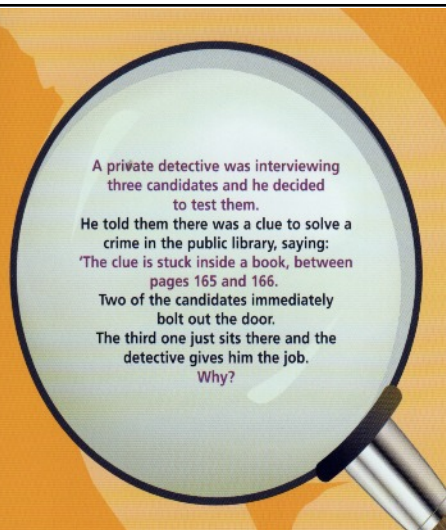 A private detective was interviewing
three candidates and he decided
to test them.
He told them there was a clue to solve a
crime in the public library, saying:
'The clue is stuck inside a book, between
pages 165 and 166.
Two of the candidates immediately
bolt out the door.
The third one just sits there and the
detective gives him the job.
Why?